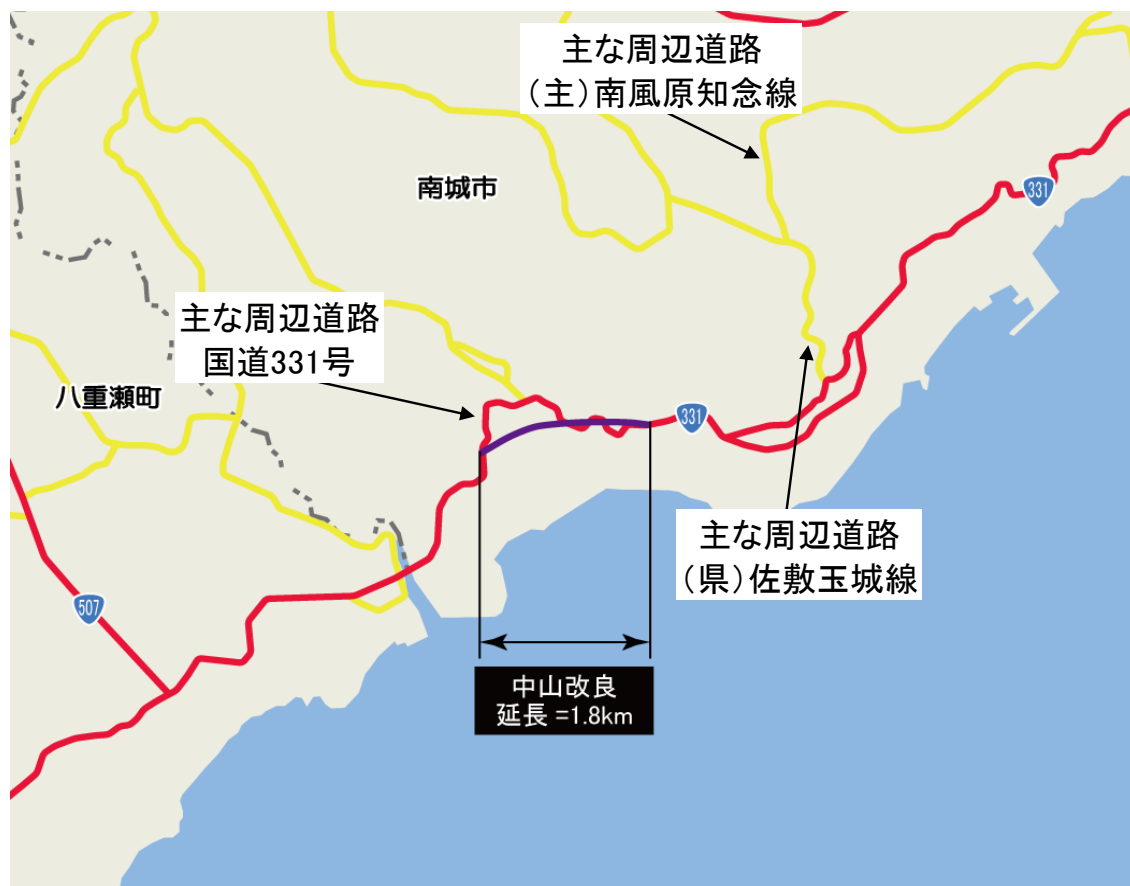 主な周辺道路
(主)南風原知念線
南城市
331
主な周辺道路
国道331号
八重瀬町
331
主な周辺道路
(県)佐敷玉城線
507
中山改良
延長 =1.8km